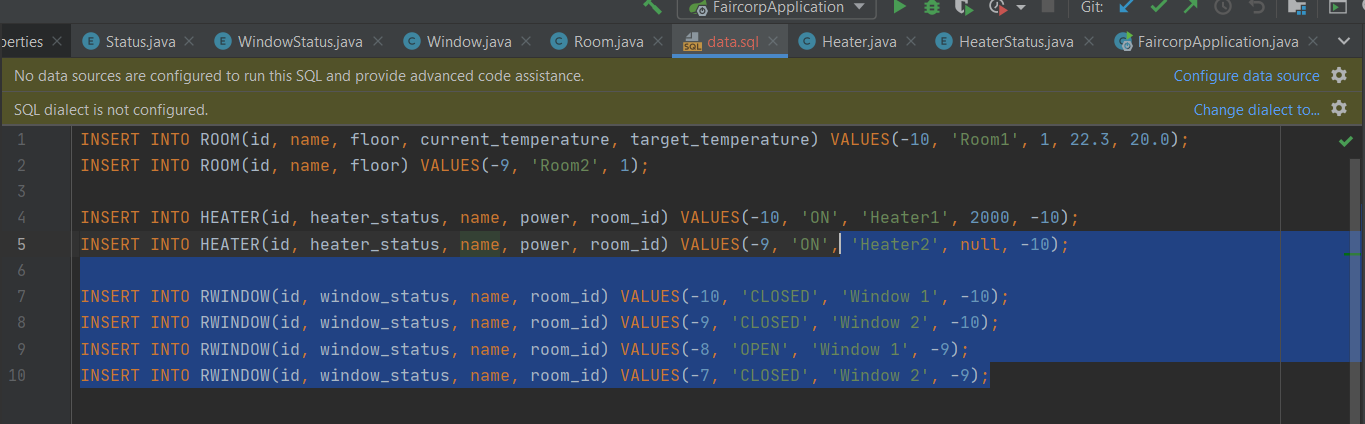 FaircorpApplication Git:
perties Status.java WindowStatus.java Window.java Room.java data.sql Heater.java HeaterStatus.java FaircorpApplication.java
No data sources are configured to run this SQL and provide advanced code assistance. Configure data source
SQL dialect is not configured. Change dialect to...
1 INSERT INTO ROOM(id, name, floor, current_temperature, target_temperature) VALUES(-10, 'Room1', 1, 22.3, 20.0);
2 INSERT INTO ROOM(id, name, floor) VALUES(-9, 'Room2', 1);
3
4 INSERT INTO HEATER(id, heater_status, name, power, room_id) VALUES(-10, 'ON', 'Heater1', 2000, -10);
5 INSERT INTO HEATER(id, heater_status, name, power, room_id) VALUES(-9, 'ON', 'Heater2', null, -10);
6
7 INSERT INTO RWINDOW(id, window_status, name, room_id) VALUES(-10, 'CLOSED', 'Window 1', -10);
8 INSERT INTO RWINDOW(id, window_status, name, room_id) VALUES(-9, 'CLOSED', 'Window 2', -10);
9 INSERT INTO RWINDOW(id, window_status, name, room_id) VALUES(-8, 'OPEN', 'Window 1', -9);
10 INSERT INTO RWINDOW(id, window_status, name, room_id) VALUES(-7, 'CLOSED', 'Window 2', -9);